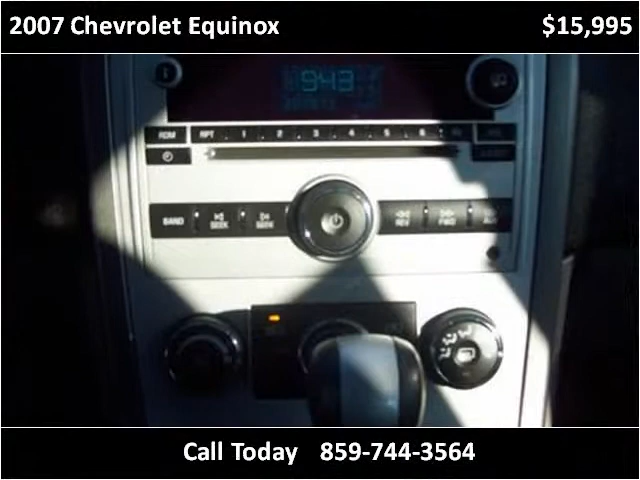 2007 Chevrolet Equinox $15,995
943
RDM RPT 1 2 3 4 5 6
BAND SEEK SEEK REV FWD
Call Today 859-744-3564